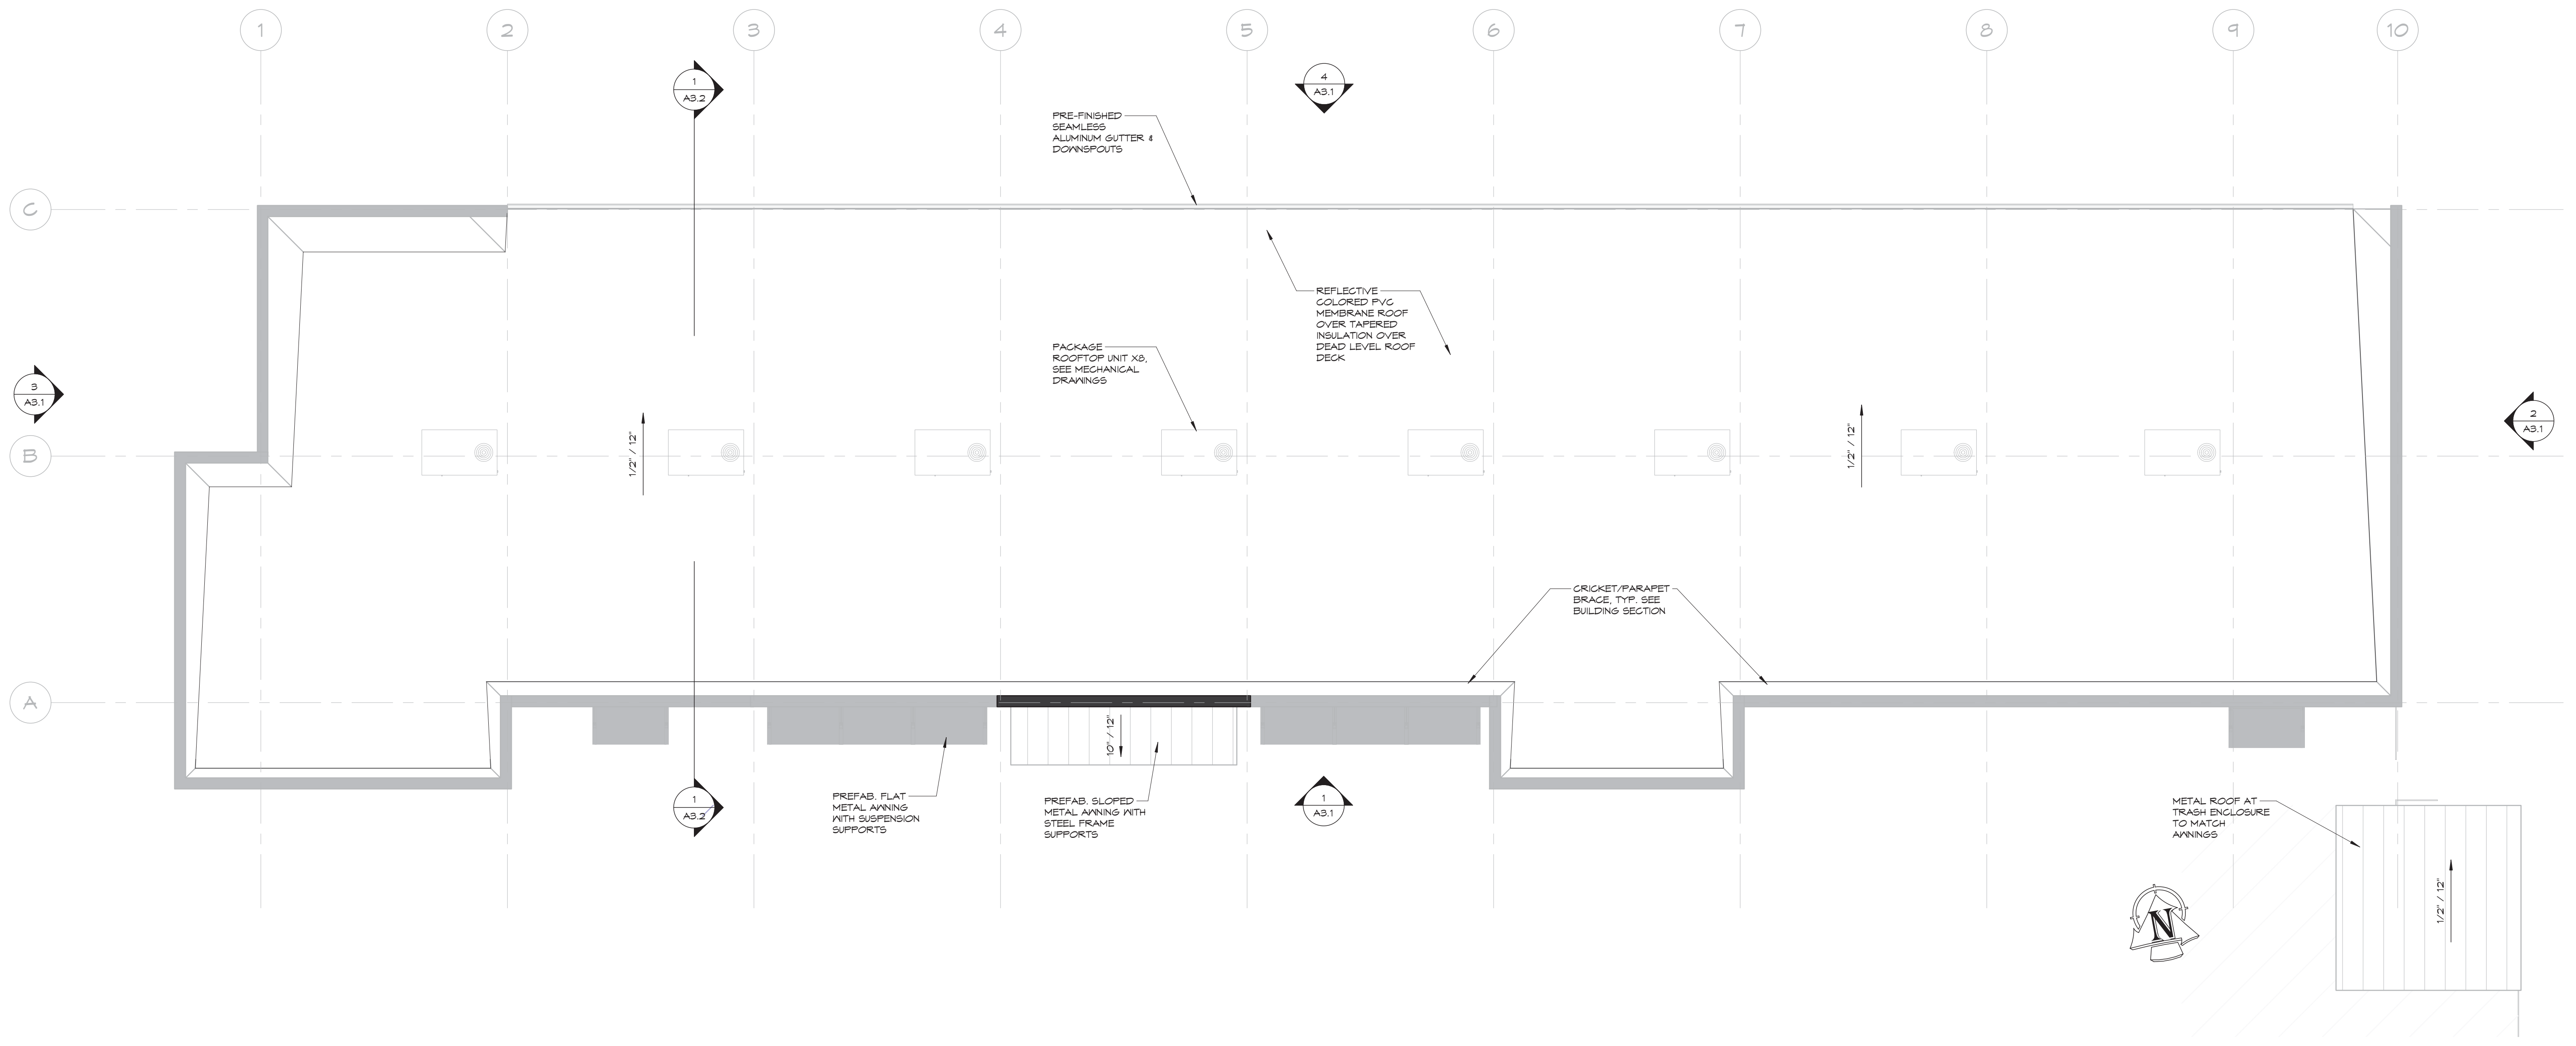 1 2 3 4 5 6 7 8 9 10
1
A3.2
4
A3.1
PRE-FINISHED
SEAMLESS
ALUMINUM GUTTER &
DOWNSPOUTS
C
REFLECTIVE
COLORED PVC
MEMBRANE ROOF
OVER TAPERED
INSULATION OVER
DEAD LEVEL ROOF
DECK
PACKAGE
ROOFTOP UNIT X8,
SEE MECHANICAL
DRAWINGS
3
A3.1
2
A3.1
1/2" / 12"
1/2" / 12"
B
CRICKET/PARAPET
BRACE, TYP. SEE
BUILDING SECTION
A
10" / 12"
PREFAB. FLAT
METAL AWNING
WITH SUSPENSION
SUPPORTS
PREFAB. SLOPED
METAL AWNING WITH
STEEL FRAME
SUPPORTS
1
A3.2
1
A3.1
METAL ROOF AT
TRASH ENCLOSURE
TO MATCH
AWNINGS
1/2" / 12"
N